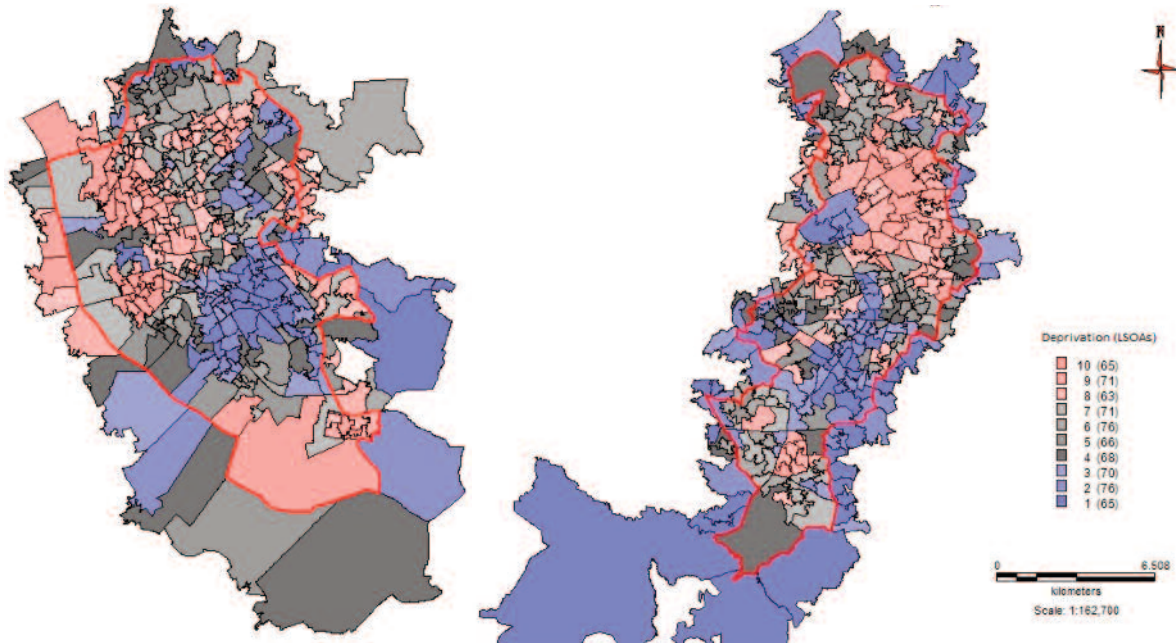 N
Deprivation (LSOAs)
10 (65)
9 (71)
8 (63)
7 (71)
6 (76)
5 (66)
4 (68)
3 (70)
2 (76)
1 (65)
0 6.508
kilometers
Scale: 1:162,700